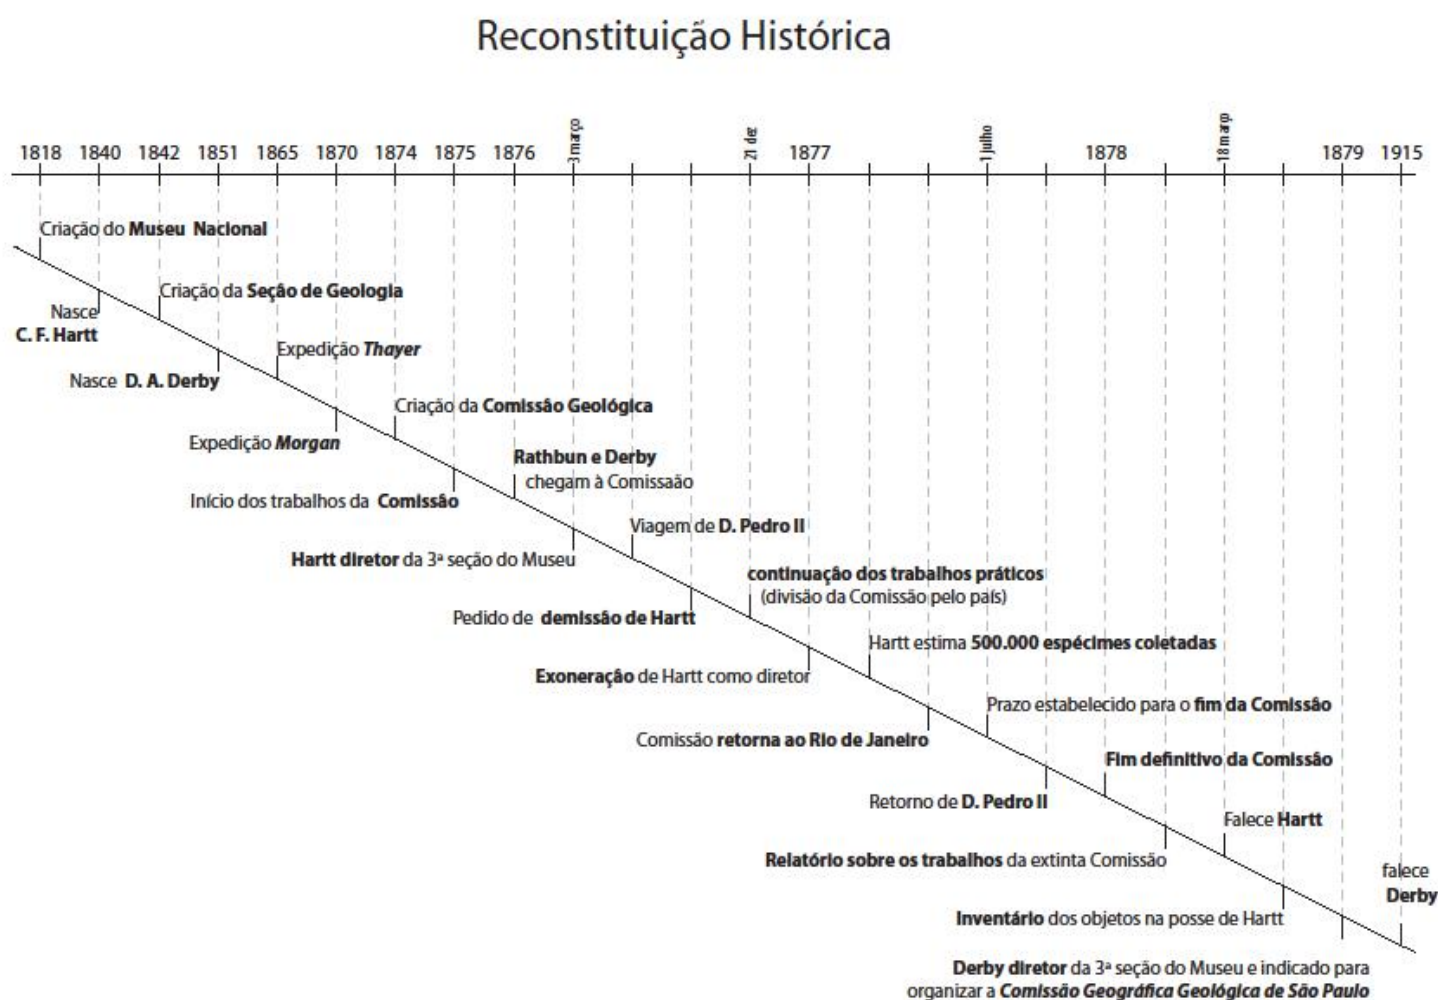 Reconstituição Histórica
1818 1840 1842 1851 1865 1870 1874 1875 1876 3 março 21 dez 1877 1 julho 1878 18 março 1879 1915
Criação do Museu Nacional
Nasce
C. F. Hartt
Criação da Seção de Geologia
Nasce D. A. Derby
Expedição Thayer
Expedição Morgan
Criação da Comissão Geológica
Início dos trabalhos da Comissão
Rathbun e Derby
chegam à Comissaão
Hartt diretor da 3ª seção do Museu
Viagem de D. Pedro II
Pedido de demissão de Hartt
continuação dos trabalhos práticos
(divisão da Comissão pelo país)
Exoneração de Hartt como diretor
Hartt estima 500.000 espécimes coletadas
Comissão retorna ao Rio de Janeiro
Prazo estabelecido para o fim da Comissão
Retorno de D. Pedro II
Fim definitivo da Comissão
Relatório sobre os trabalhos da extinta Comissão
Falece Hartt
Inventário dos objetos na posse de Hartt
falece
Derby
Derby diretor da 3ª seção do Museu e indicado para
organizar a Comissão Geográfica Geológica de São Paulo